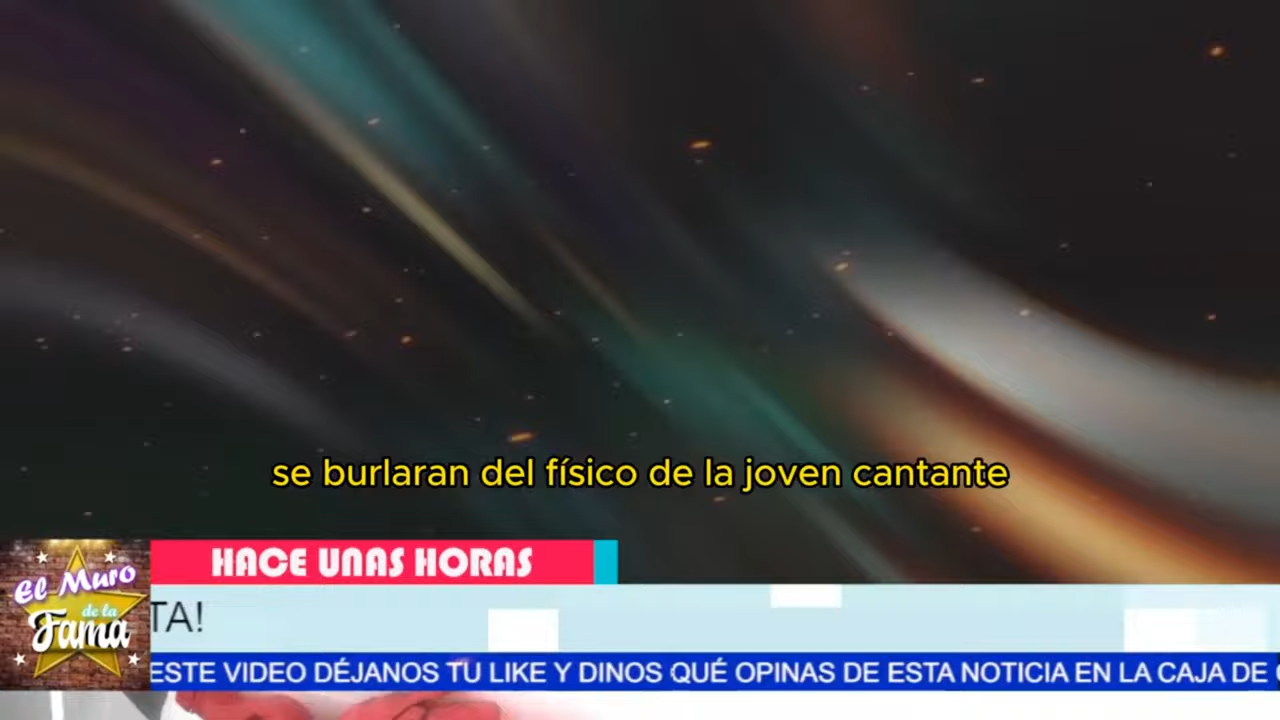 se burlaran del físico de la joven cantante
HACE UNAS HORAS
El Muro
de la
Fama
TA!
ESTE VIDEO DÉJANOS TU LIKE Y DINOS QUÉ OPINAS DE ESTA NOTICIA EN LA CAJA DE